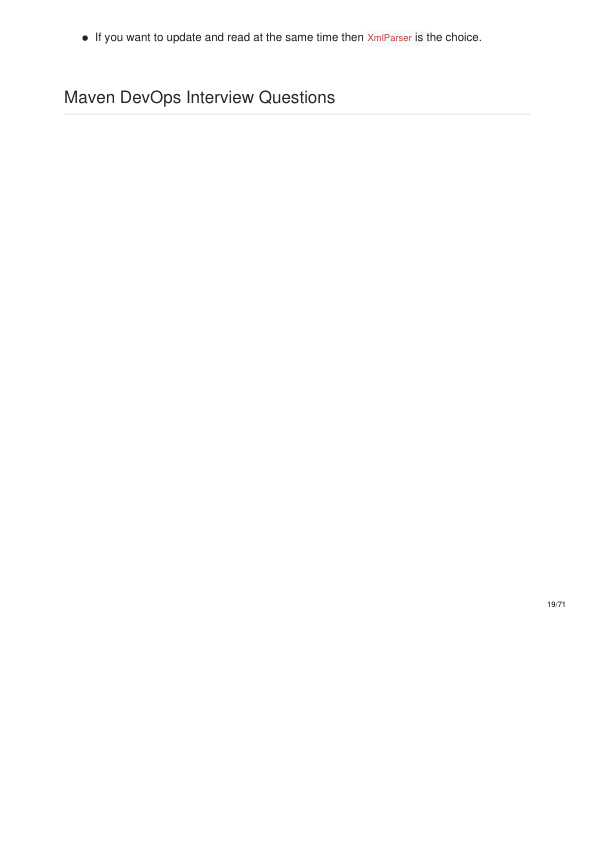 ● If you want to update and read at the same time then XmlParser is the choice.
Maven DevOps Interview Questions
19/71